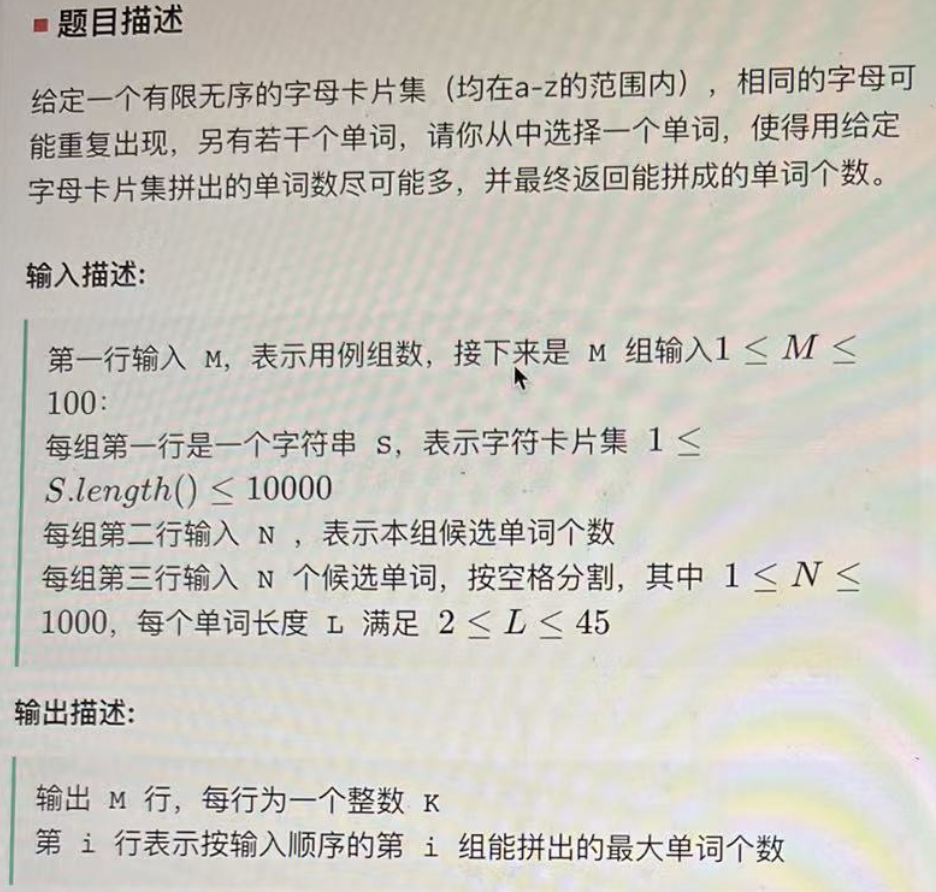 题目描述
给定一个有限无序的字母卡片集（均在a-z的范围内），相同的字母可
能重复出现，另有若干个单词，请你从中选择一个单词，使得用给定
字母卡片集拼出的单词数尽可能多，并最终返回能拼成的单词个数。
输入描述:
第一行输入 M，表示用例组数，接下来是 M 组输入1 ≤ M ≤
100:
每组第一行是一个字符串 S，表示字符卡片集 1 ≤
S.length() ≤ 10000
每组第二行输入 N ，表示本组候选单词个数
每组第三行输入 N 个候选单词，按空格分割，其中 1 ≤ N ≤
1000，每个单词长度 L 满足 2 ≤ L ≤ 45
输出描述:
输出 M 行，每行为一个整数 K
第 i 行表示按输入顺序的第 i 组能拼出的最大单词个数